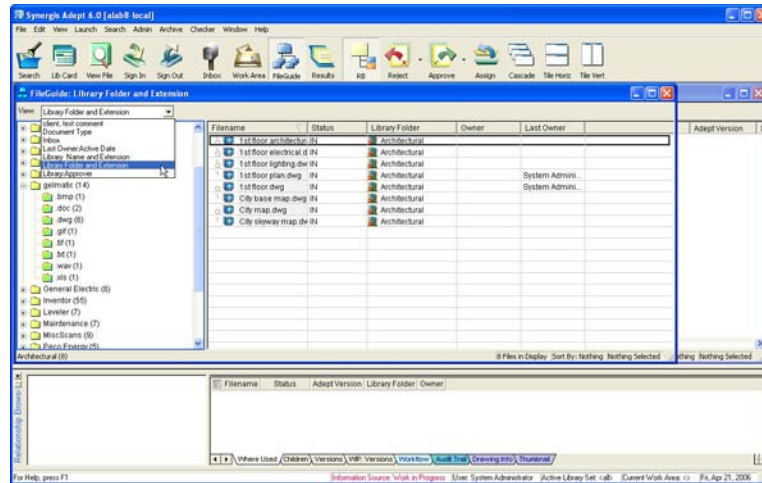 Synergis Adept 6.0 [alab8-local]
File Edit View Launch Search Admin Archive Checker Window Help
Search Lib Card View File Sign In Sign Out Inbox Work Area FileGuide Results RB Reject Approve Assign Cascade Tile Horiz Tile Vert
FileGuide: Library Folder and Extension
View: Library Folder and Extension
client, test comment
Document Type
Inbox
Last Owner:Active Date
Library Name and Extension
Library Folder and Extension
Library:Approver
gelmatic (14)
.bmp (1)
.doc (2)
.dwg (6)
.gif (1)
.tif (1)
.txt (1)
.wav (1)
.xls (1)
General Electric (8)
Inventor (55)
Leveler (7)
Maintenance (7)
MiscScans (9)
Peco Energy (5)
Filename Status Library Folder Owner Last Owner Adept Version
1st floor architectur IN Architectural
1st floor electrical.d IN Architectural
1st floor lighting.dw IN Architectural
1st floor plan.dwg IN Architectural System Admini...
1st floor.dwg IN Architectural System Admini...
City base map.dwg IN Architectural
City map.dwg IN Architectural
City skyway map.dw IN Architectural
Architectural (8) 8 Files in Display Sort By: Nothing Nothing Selected othing Nothing Selected
Relationship Browser
Filename Status Adept Version Library Folder Owner
Where Used Children Versions WIP: Versions Workflow Audit Trail Drawing Info Thumbnail
For Help, press F1 Information Source: Work in Progress User: System Administrator Active Library Set: <all> Current Work Area: <> Fri, Apr 21, 2006